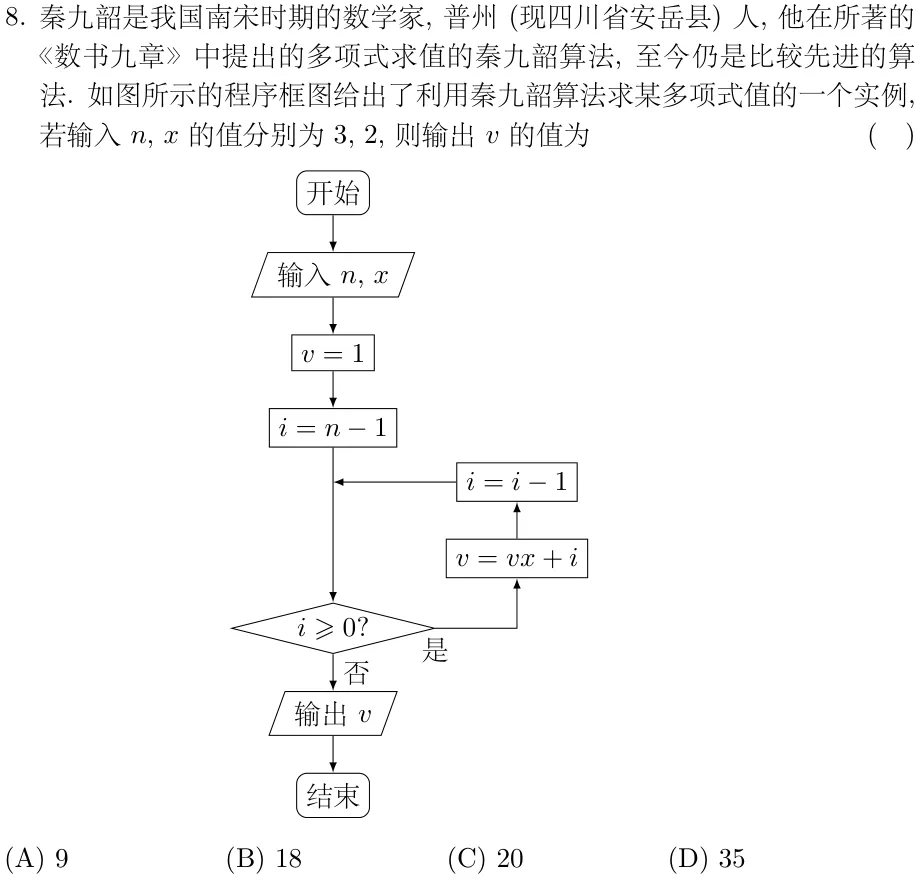 8. 秦九韶是我国南宋时期的数学家, 普州 (现四川省安岳县) 人, 他在所著的
《数书九章》中提出的多项式求值的秦九韶算法, 至今仍是比较先进的算
法. 如图所示的程序框图给出了利用秦九韶算法求某多项式值的一个实例,
若输入 n, x 的值分别为 3, 2, 则输出 v 的值为 ( )
开始
输入 n, x
v = 1
i = n − 1
i = i − 1
v = vx + i
i ⩾ 0?
是
否
输出 v
结束
(A) 9 (B) 18 (C) 20 (D) 35